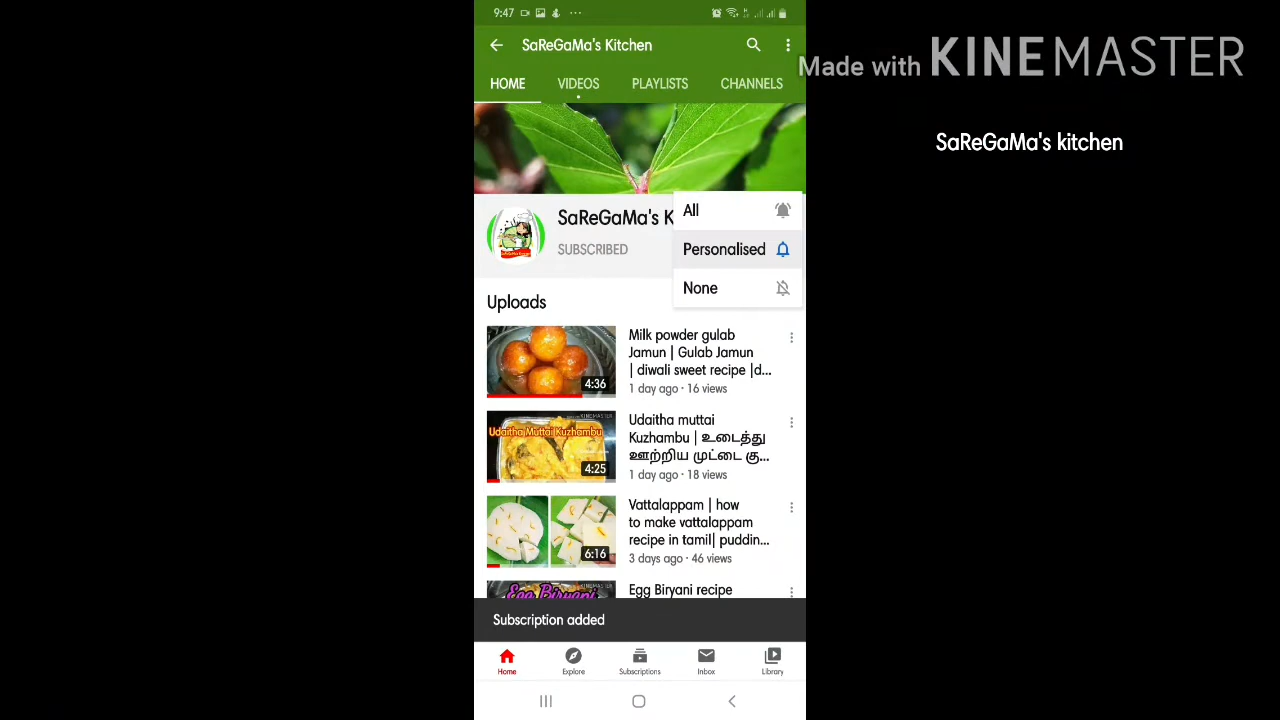 9:47
SaReGaMa's Kitchen
HOME VIDEOS PLAYLISTS CHANNELS
Made with KINEMASTER
SaReGaMa's kitchen
SaReGaMa's K
SUBSCRIBED
All
Personalised
None
Uploads
4:36
Milk powder gulab
Jamun | Gulab Jamun
| diwali sweet recipe |d...
1 day ago · 16 views
KINEMASTER
Udaitha Muttai Kuzhambu
4:25
Udaitha muttai
Kuzhambu | உடைத்து
ஊற்றிய முட்டை கு...
1 day ago · 18 views
6:16
Vattalappam | how
to make vattalappam
recipe in tamil| puddin...
3 days ago · 46 views
KINEMASTER
Egg Biryani
Egg Biryani recipe
Subscription added
Home Explore Subscriptions Inbox Library